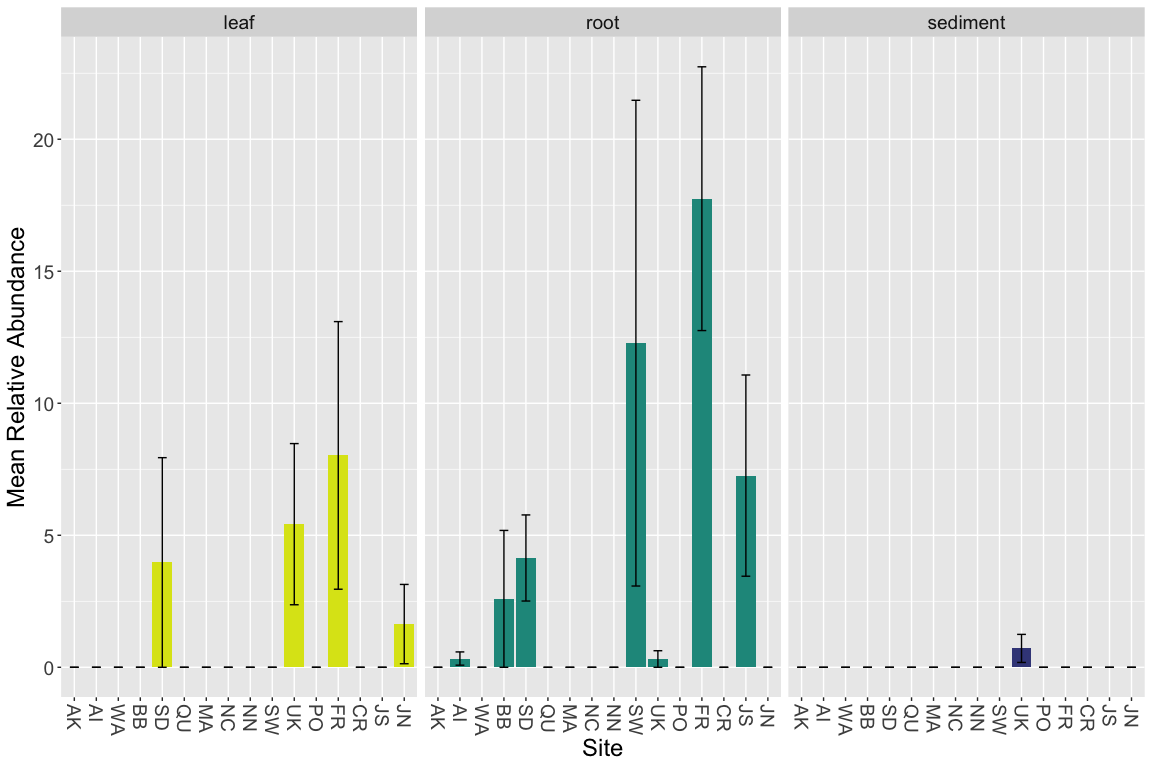 leaf root sediment
Mean Relative Abundance
20
15
10
5
0
AK AI WA BB SD QU MA NC NN SW UK PO FR CR JS JN AK AI WA BB SD QU MA NC NN SW UK PO FR CR JS JN AK AI WA BB SD QU MA NC NN SW UK PO FR CR JS JN
Site